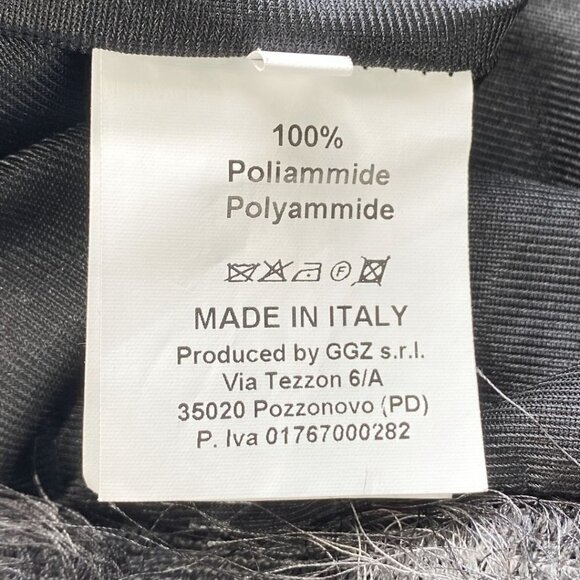 100%
Poliammide
Polyammide
F
MADE IN ITALY
Produced by GGZ s.r.l.
Via Tezzon 6/A
35020 Pozzonovo (PD)
P. Iva 01767000282